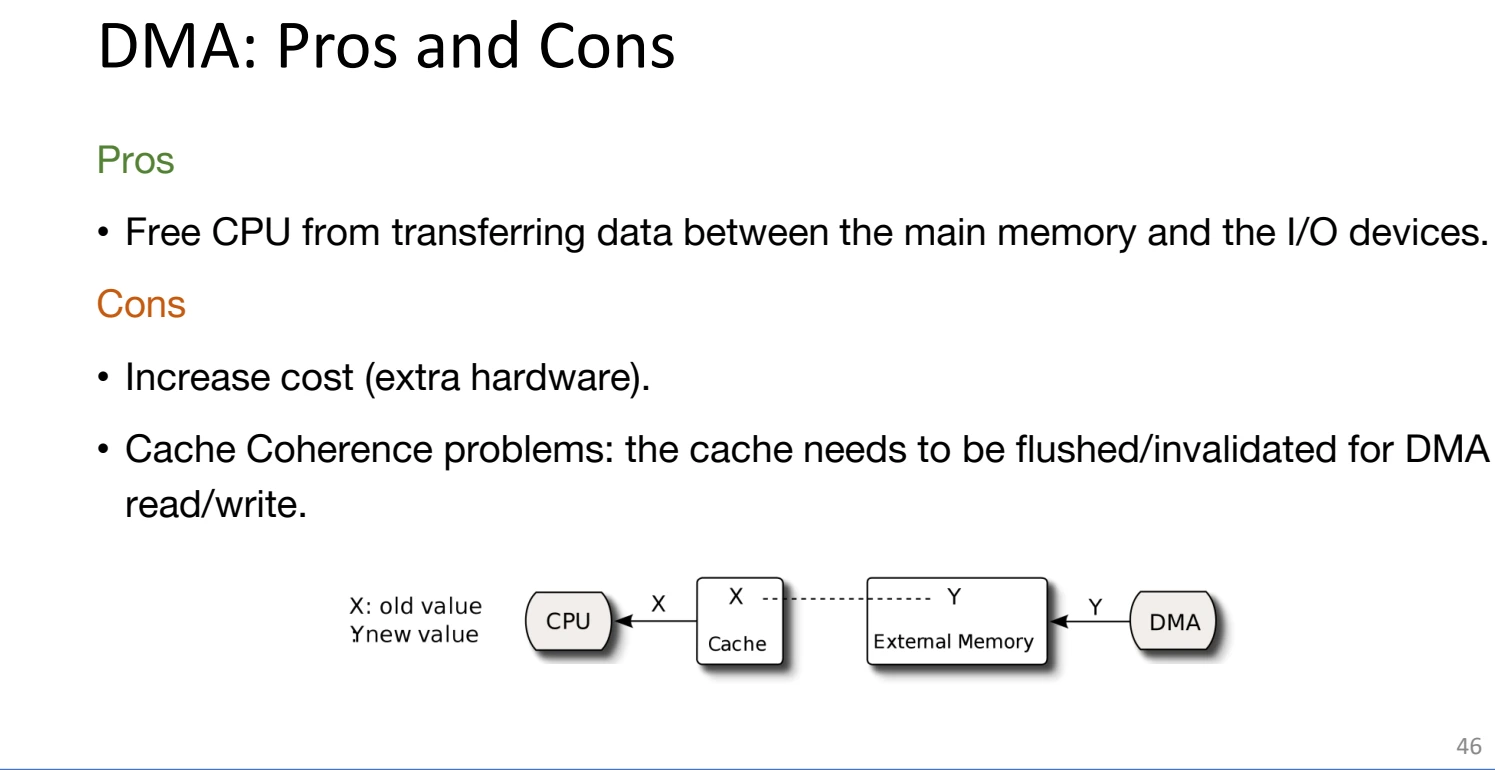 DMA: Pros and Cons
Pros
• Free CPU from transferring data between the main memory and the I/O devices.
Cons
• Increase cost (extra hardware).
• Cache Coherence problems: the cache needs to be flushed/invalidated for DMA
read/write.
X: old value
Ynew value
CPU
X
X
Cache
Y
External Memory
Y
DMA
46